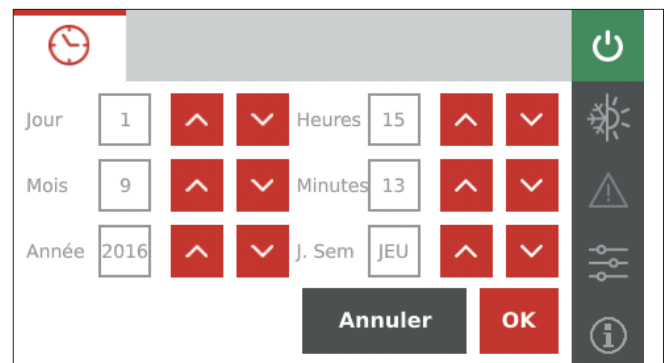 Jour 1 Heures 15
Mois 9 Minutes 13
Année 2016 J. Sem JEU
Annuler OK